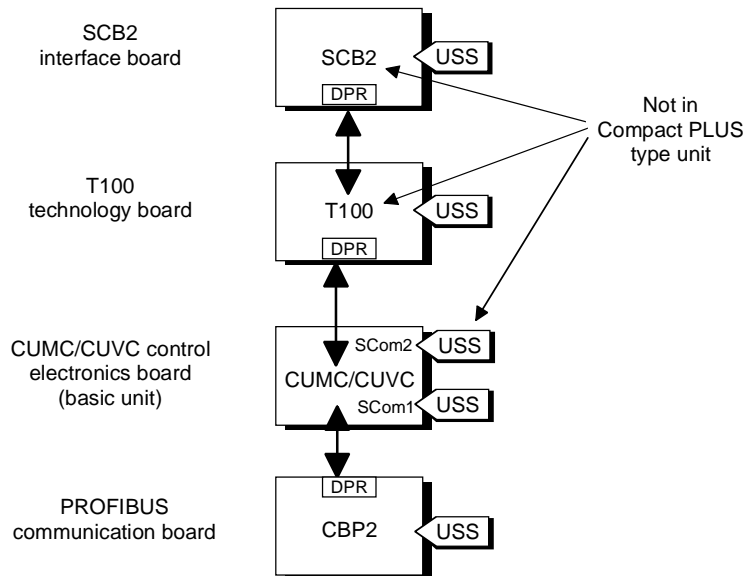 SCB2
interface board
SCB2
USS
DPR
Not in
Compact PLUS
type unit
T100
technology board
T100
USS
DPR
CUMC/CUVC control
electronics board
(basic unit)
SCom2
USS
CUMC/CUVC
SCom1
USS
PROFIBUS
communication board
DPR
CBP2
USS